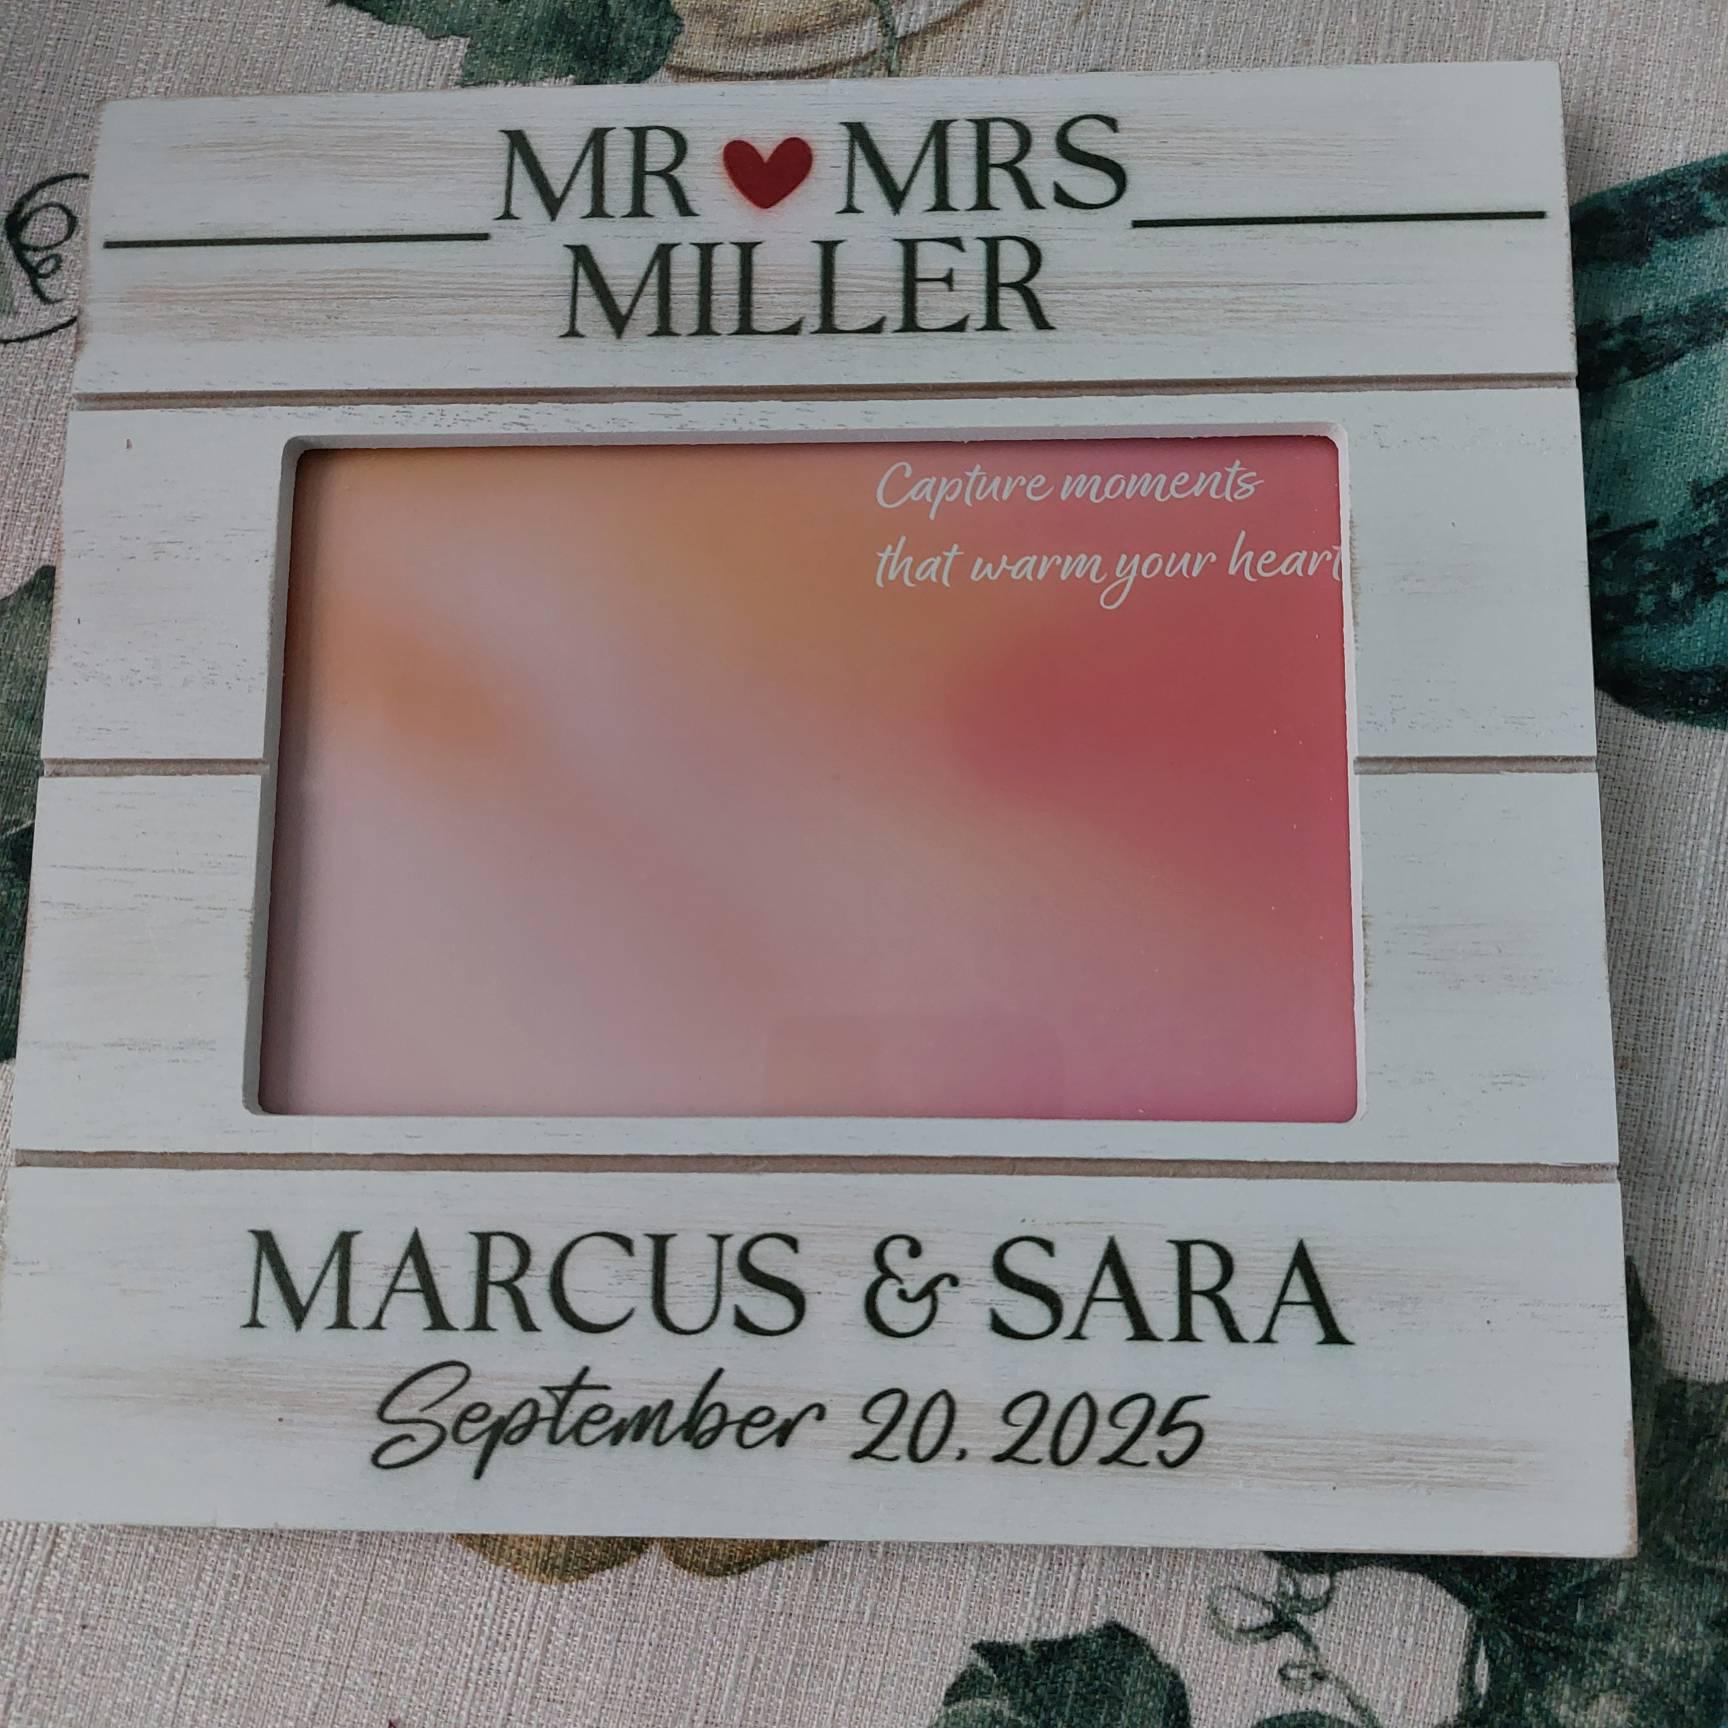 MR ♥ MRS
MILLER
Capture moments
that warm your heart
MARCUS & SARA
September 20, 2025